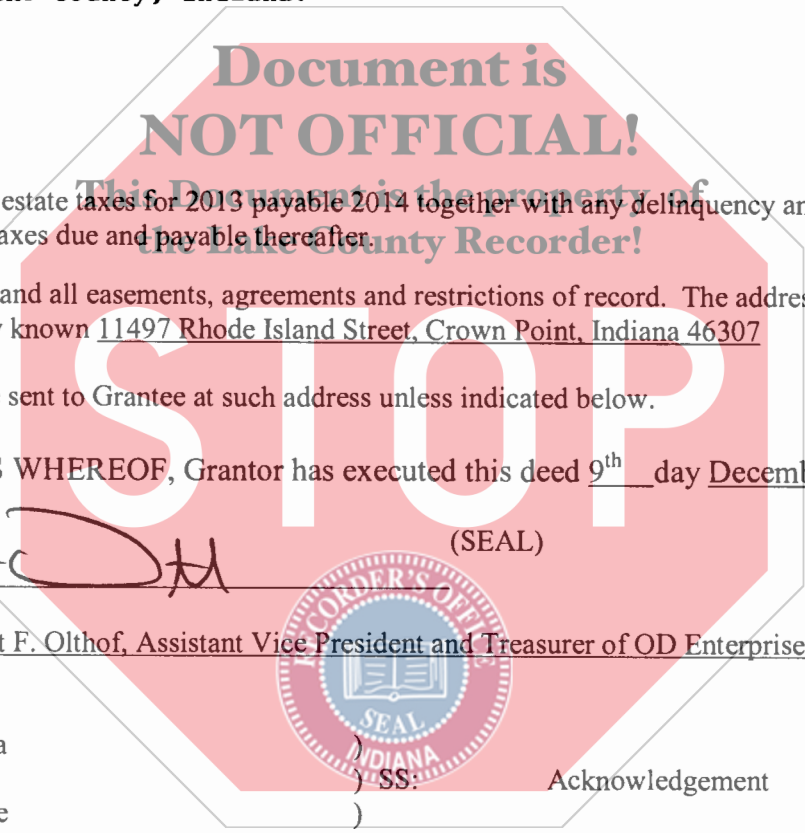 County, Indiana.
Document is
NOT OFFICIAL!
This Document is the property of
the Lake County Recorder!
estate taxes for 2013 payable 2014 together with any delinquency an
axes due and payable thereafter.
and all easements, agreements and restrictions of record. The addres
known 11497 Rhode Island Street, Crown Point, Indiana 46307
sent to Grantee at such address unless indicated below.
S WHEREOF, Grantor has executed this deed 9th day Decemb
STOP
(SEAL)
t F. Olthof, Assistant Vice President and Treasurer of OD Enterprise
RECORDER'S OFFICE
SEAL
INDIANA
a )
) SS: Acknowledgement
e )